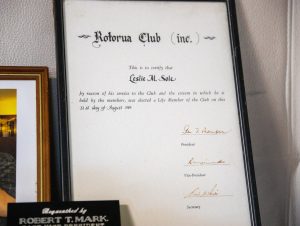 Rotorua Club (inc.)
This is to certify that
Leslie M. Sole
by reason of his service to the Club and the esteem in which he is
held by the members, was elected a Life Member of the Club on this
day of August
President
Vice-President
Secretary
Bequeathed by
ROBERT T. MARK.
PRESIDENT